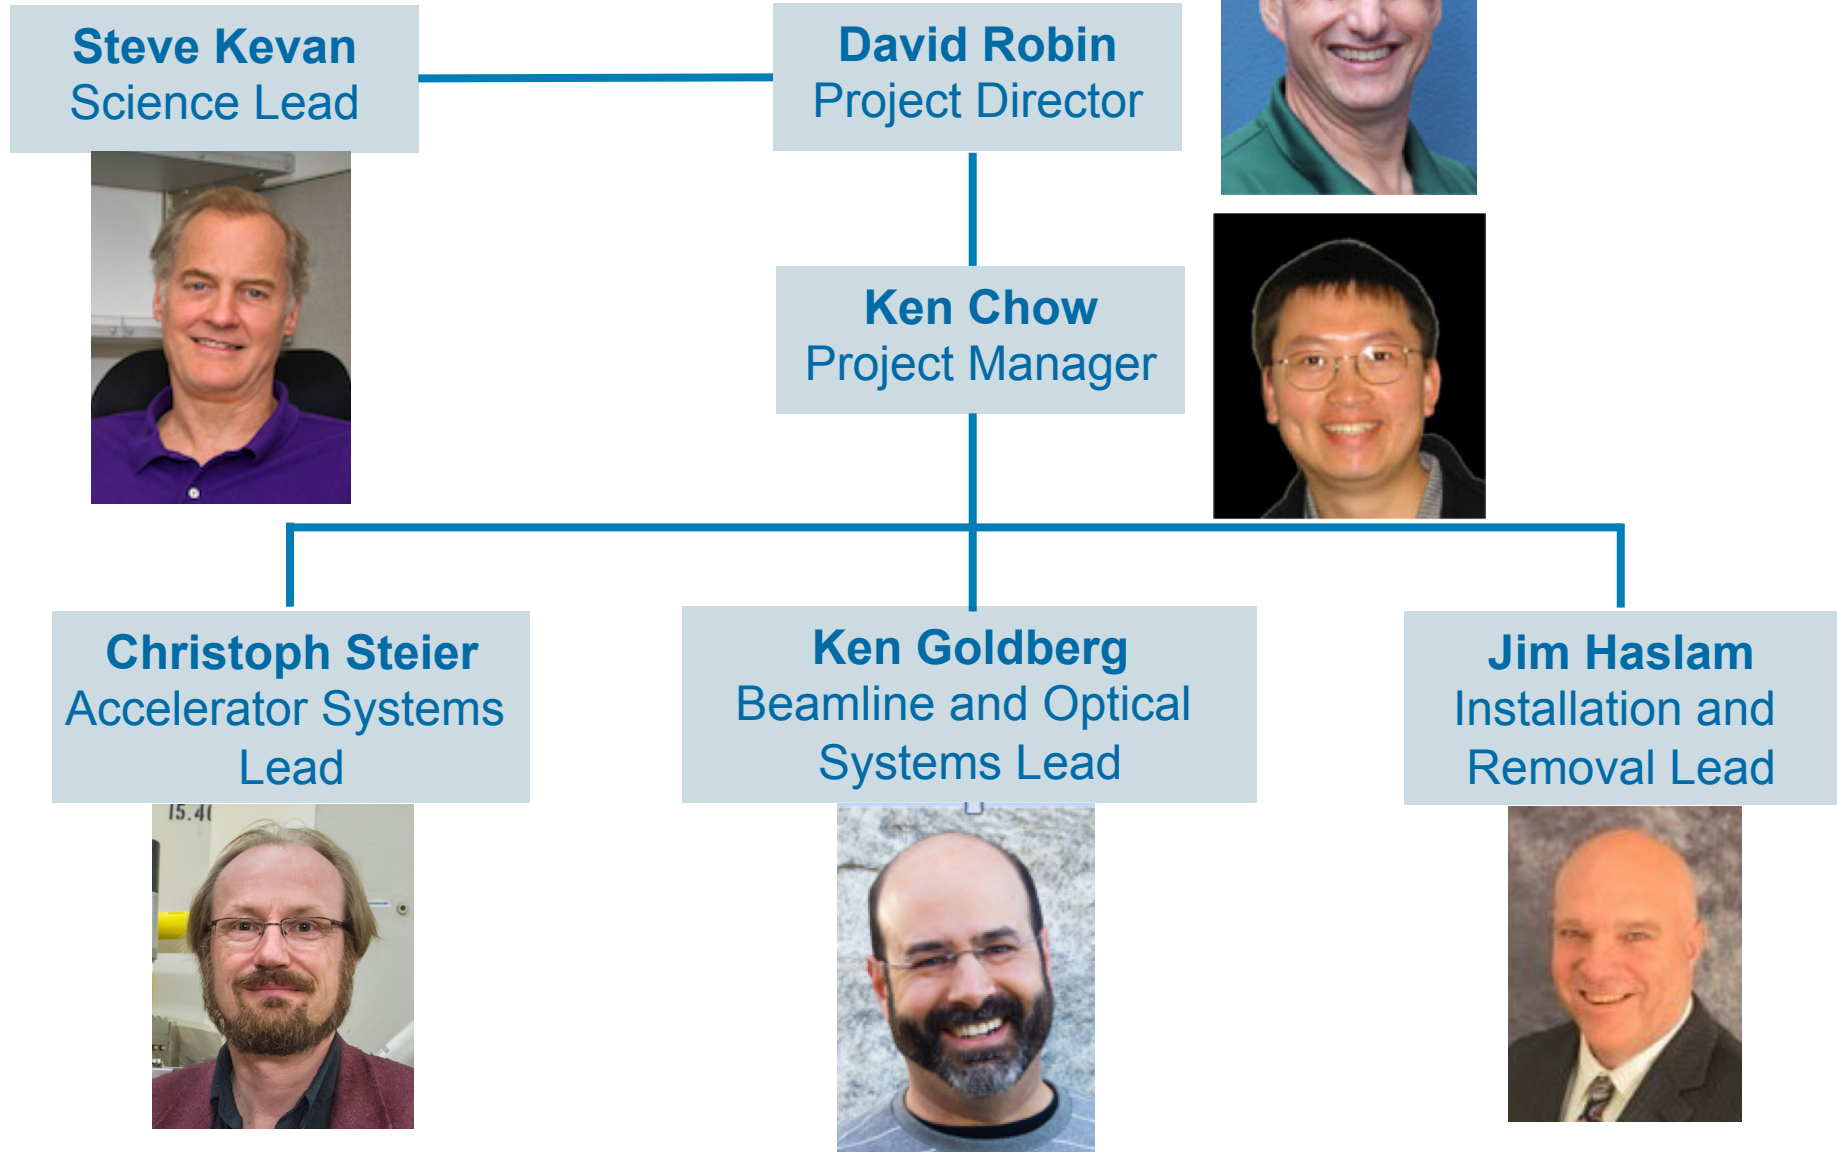 Steve Kevan
Science Lead
David Robin
Project Director
Ken Chow
Project Manager
Christoph Steier
Accelerator Systems
Lead
Ken Goldberg
Beamline and Optical
Systems Lead
Jim Haslam
Installation and
Removal Lead